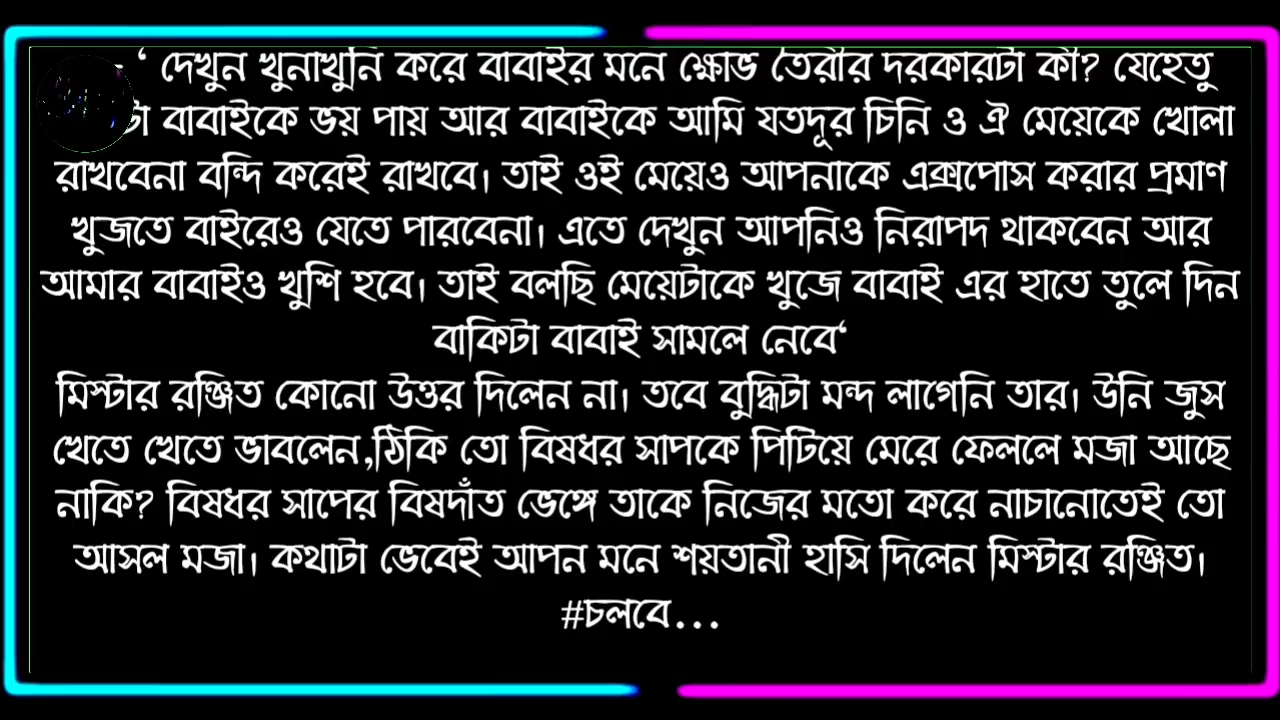 ‘ দেখুন খুনাখুনি করে বাবাইর মনে ক্ষোভ তৈরীর দরকারটা কী? যেহেতু
বাবাইকে ভয় পায় আর বাবাইকে আমি যতদূর চিনি ও ঐ মেয়েকে খোলা
রাখবেনা বন্দি করেই রাখবে। তাই ওই মেয়েও আপনাকে এক্সপোস করার প্রমাণ
খুজতে বাইরেও যেতে পারবেনা। এতে দেখুন আপনিও নিরাপদ থাকবেন আর
আমার বাবাইও খুশি হবে। তাই বলছি মেয়েটাকে খুজে বাবাই এর হাতে তুলে দিন
বাকিটা বাবাই সামলে নেবে‘
মিস্টার রঞ্জিত কোনো উত্তর দিলেন না। তবে বুদ্ধিটা মন্দ লাগেনি তার। উনি জুস
খেতে খেতে ভাবলেন,ঠিকি তো বিষধর সাপকে পিটিয়ে মেরে ফেললে মজা আছে
নাকি? বিষধর সাপের বিষদাঁত ভেঙ্গে তাকে নিজের মতো করে নাচানোতেই তো
আসল মজা। কথাটা ভেবেই আপন মনে শয়তানী হাসি দিলেন মিস্টার রঞ্জিত।
#চলবে...